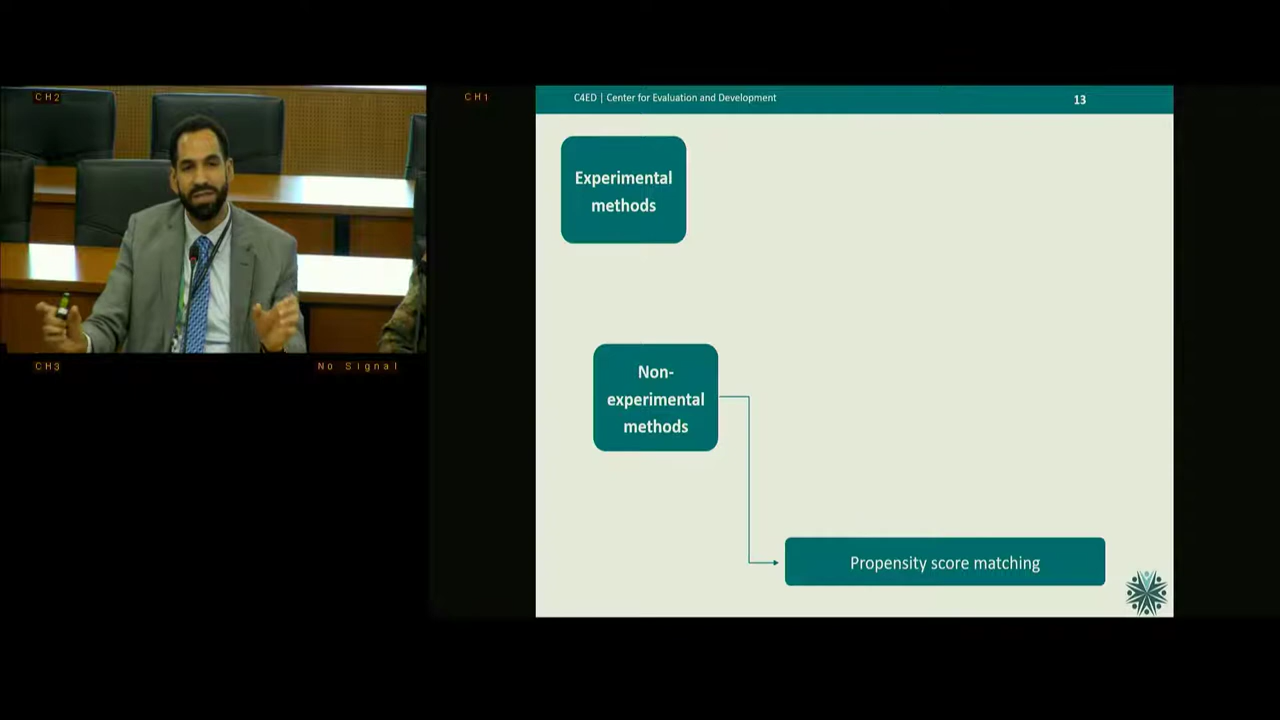 CH2
CH1
C4ED | Center for Evaluation and Development
13
Experimental
methods
CH3
No Signal
Non-
experimental
methods
Propensity score matching